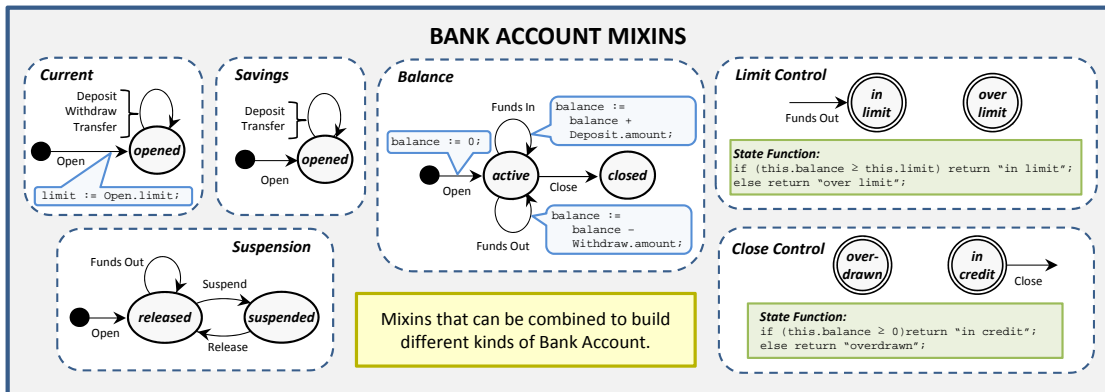 BANK ACCOUNT MIXINS
Current
Deposit
Withdraw
Transfer
opened
Open
limit := Open.limit;
Savings
Deposit
Transfer
opened
Open
Balance
Funds In
balance :=
balance +
Deposit.amount;
balance := 0;
active
closed
Open
Close
balance :=
balance –
Withdraw.amount;
Funds Out
Limit Control
in
limit
over
limit
Funds Out
State Function:
if (this.balance ≥ this.limit) return “in limit”;
else return “over limit”;
Suspension
Funds Out
Suspend
released
suspended
Open
Release
Mixins that can be combined to build
different kinds of Bank Account.
Close Control
over-
drawn
in
credit
Close
State Function:
if (this.balance ≥ 0)return “in credit”;
else return “overdrawn”;